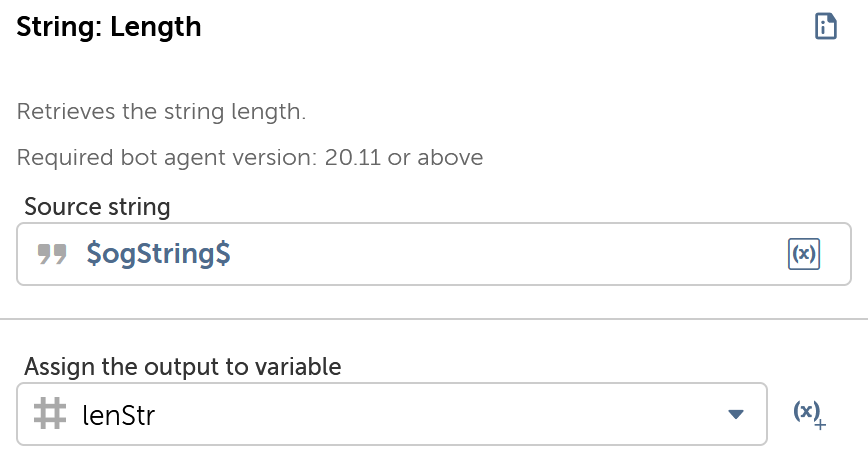 String: Length
Retrieves the string length.
Required bot agent version: 20.11 or above
Source string
$ogString$
(x)
Assign the output to variable
lenStr
(x)+